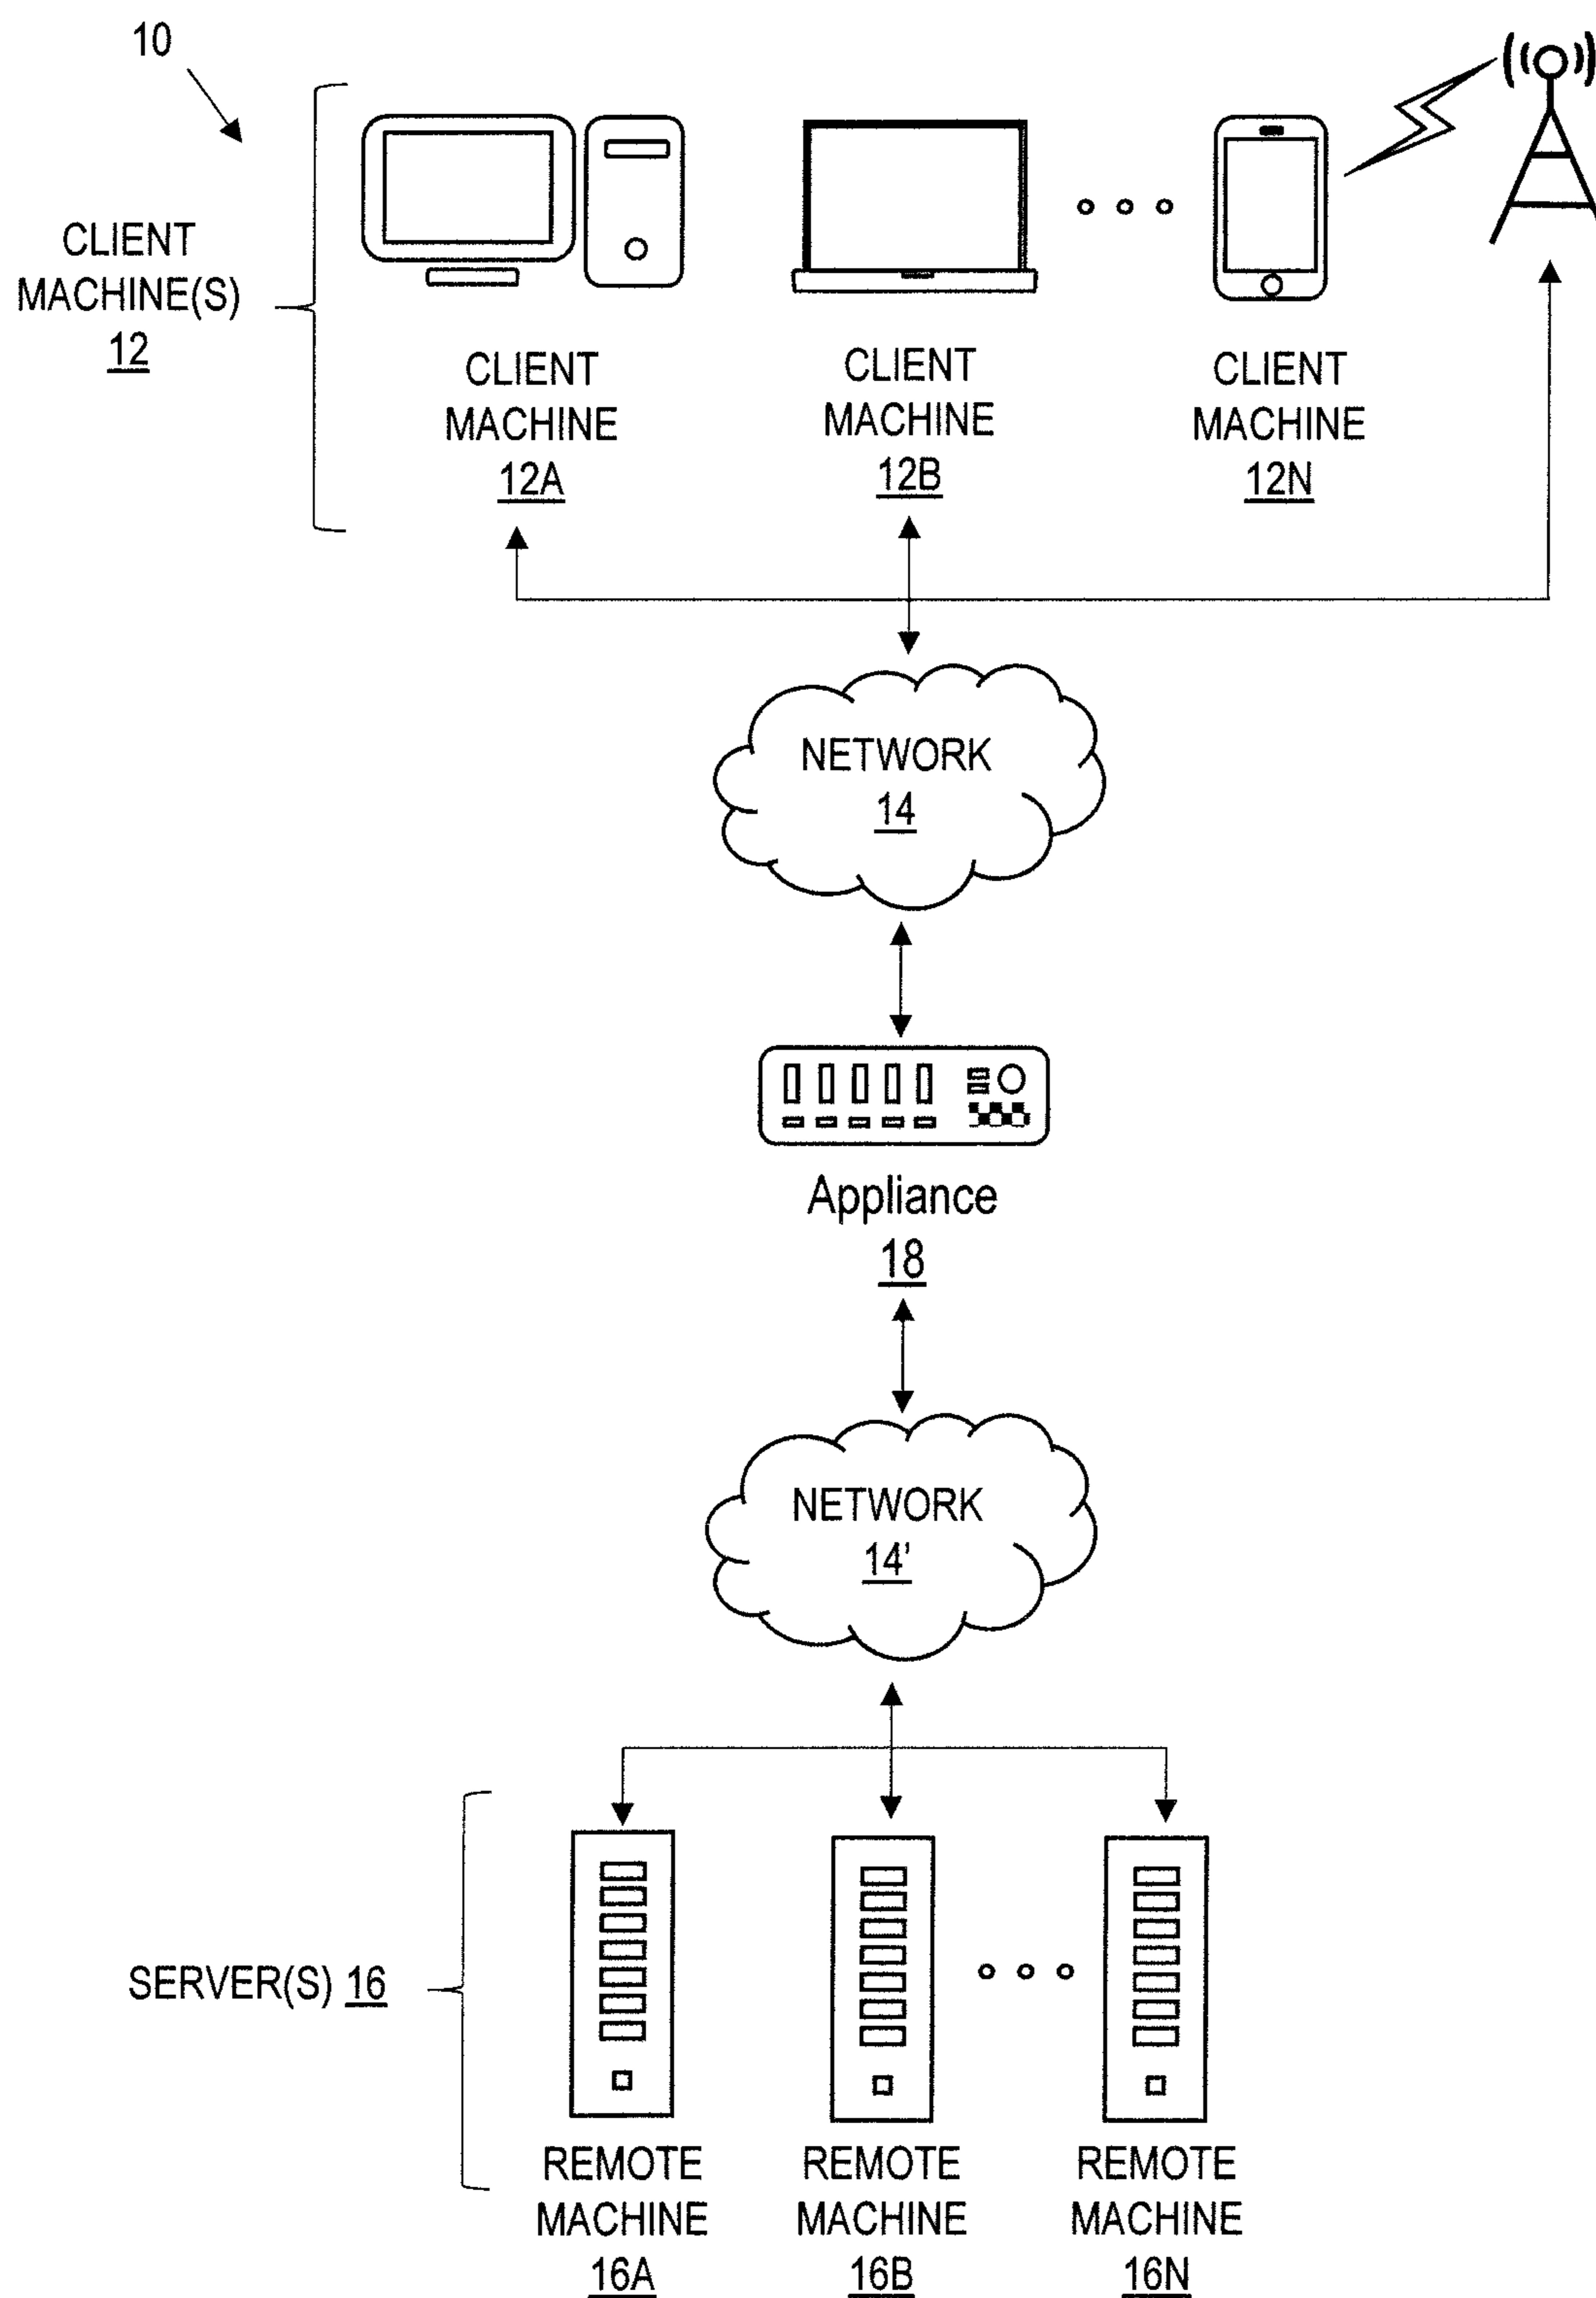 10
CLIENT
MACHINE(S)
12
CLIENT
MACHINE
12A
CLIENT
MACHINE
12B
CLIENT
MACHINE
12N
NETWORK
14
Appliance
18
NETWORK
14'
SERVER(S) 16
REMOTE
MACHINE
16A
REMOTE
MACHINE
16B
REMOTE
MACHINE
16N